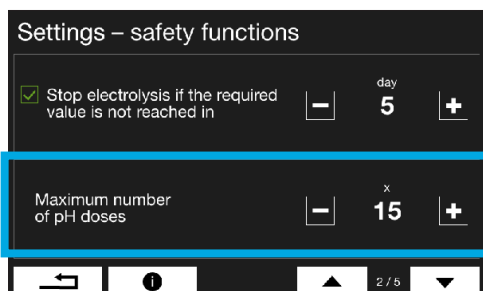 Settings – safety functions
Stop electrolysis if the required
value is not reached in
day
5
Maximum number
of pH doses
x
15
2/5